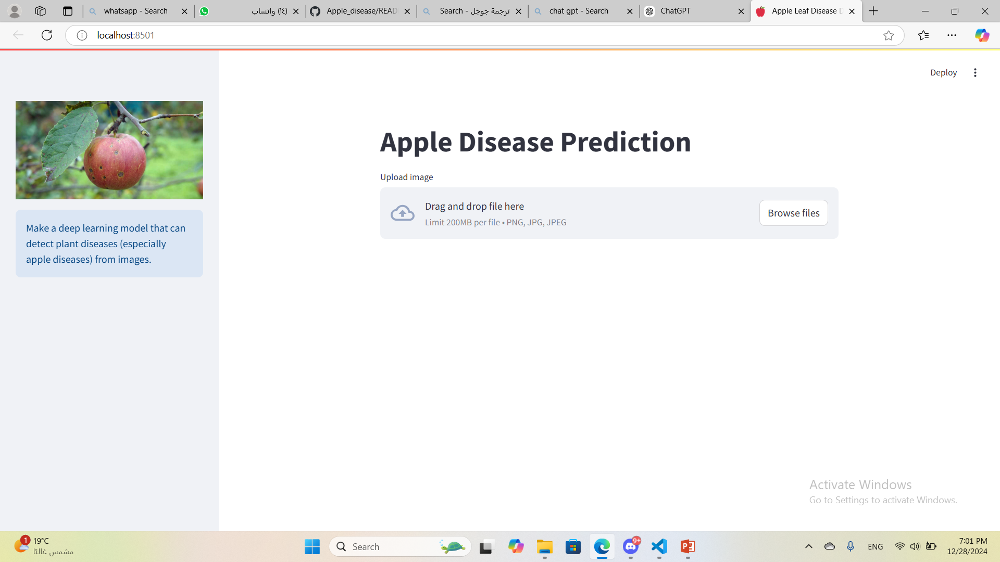 whatsapp - Search
(١٤) واتساب
Apple_disease/READ
ترجمة جوجل - Search
chat gpt - Search
ChatGPT
Apple Leaf Disease D
localhost:8501
Deploy
Make a deep learning model that can
detect plant diseases (especially
apple diseases) from images.
Apple Disease Prediction
Upload image
Drag and drop file here
Limit 200MB per file • PNG, JPG, JPEG
Browse files
Activate Windows
Go to Settings to activate Windows.
1
19°C
مشمس غالبًا
Search
9+
ENG
7:01 PM
12/28/2024